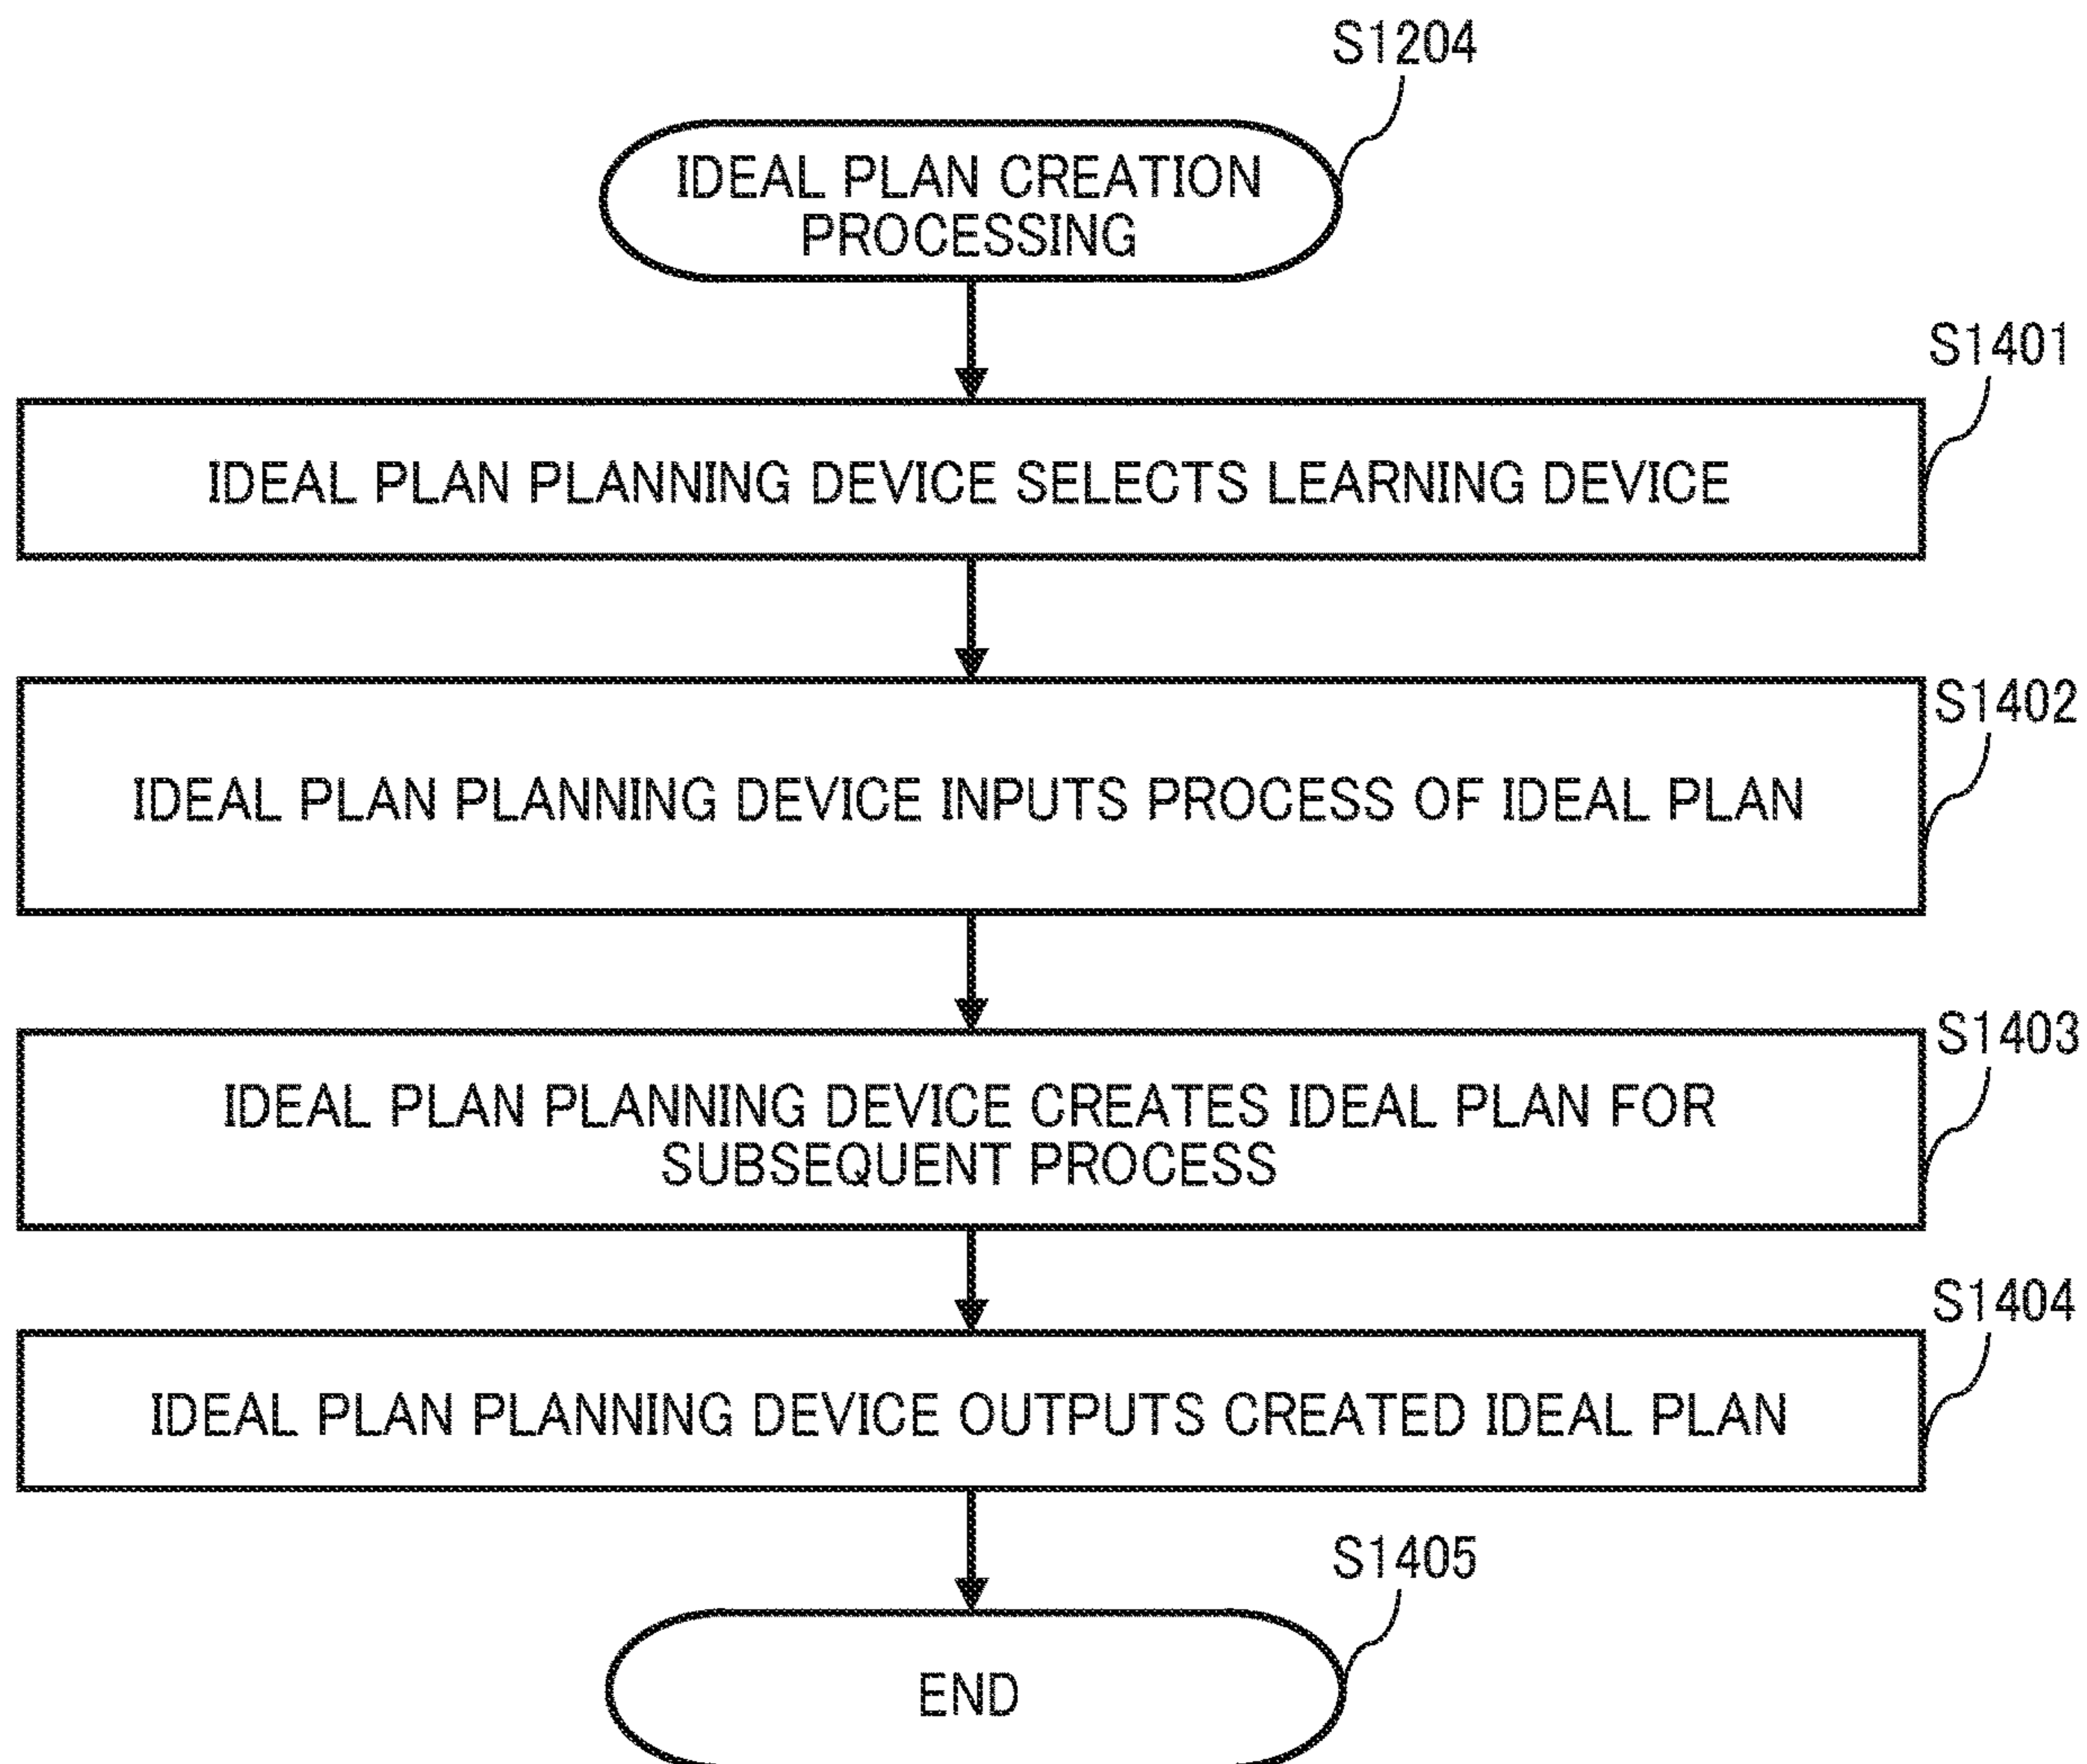 S1204
IDEAL PLAN CREATION
PROCESSING
S1401
IDEAL PLAN PLANNING DEVICE SELECTS LEARNING DEVICE
S1402
IDEAL PLAN PLANNING DEVICE INPUTS PROCESS OF IDEAL PLAN
S1403
IDEAL PLAN PLANNING DEVICE CREATES IDEAL PLAN FOR
SUBSEQUENT PROCESS
S1404
IDEAL PLAN PLANNING DEVICE OUTPUTS CREATED IDEAL PLAN
S1405
END